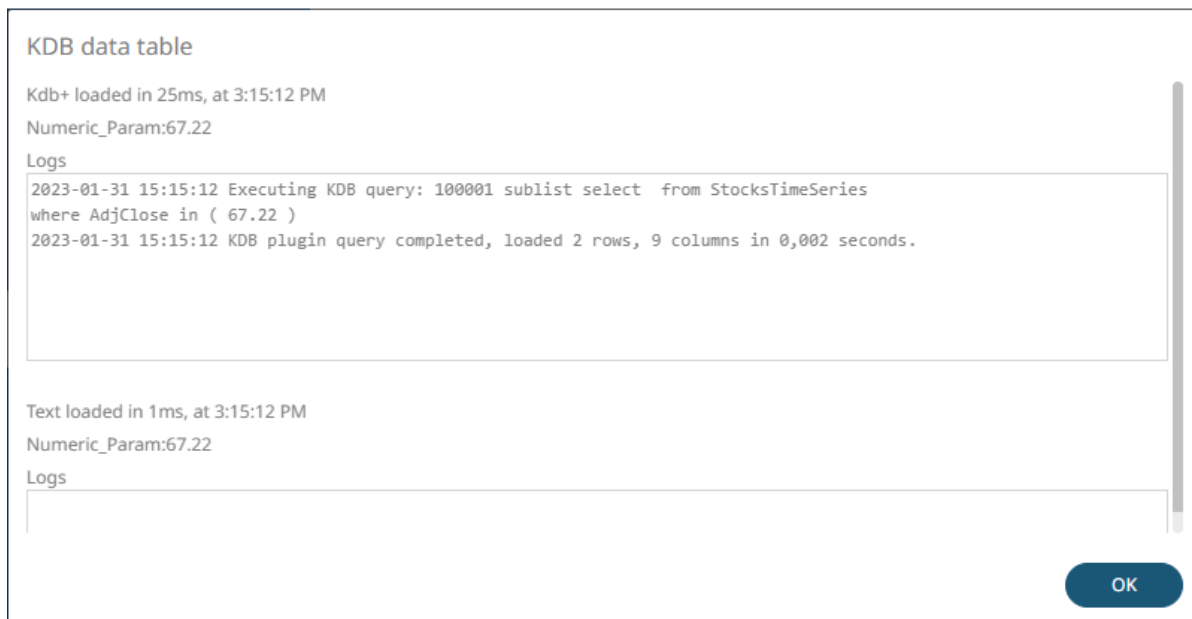 KDB data table
Kdb+ loaded in 25ms, at 3:15:12 PM
Numeric_Param:67.22
Logs
2023-01-31 15:15:12 Executing KDB query: 100001 sublist select  from StocksTimeSeries
where AdjClose in ( 67.22 )
2023-01-31 15:15:12 KDB plugin query completed, loaded 2 rows, 9 columns in 0,002 seconds.
Text loaded in 1ms, at 3:15:12 PM
Numeric_Param:67.22
Logs
OK